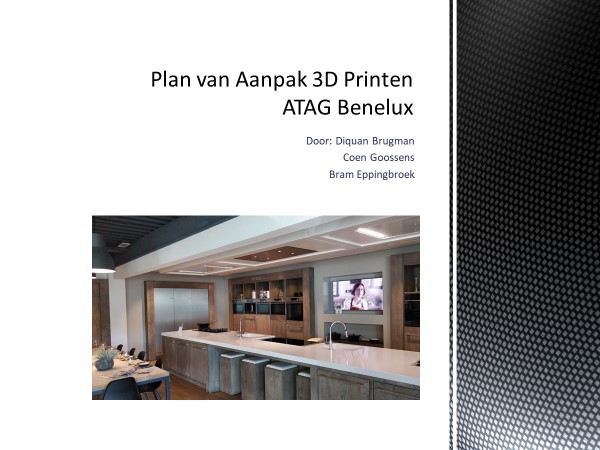 Plan van Aanpak 3D Printen
ATAG Benelux
Door: Diquan Brugman
Coen Goossens
Bram Eppingbroek